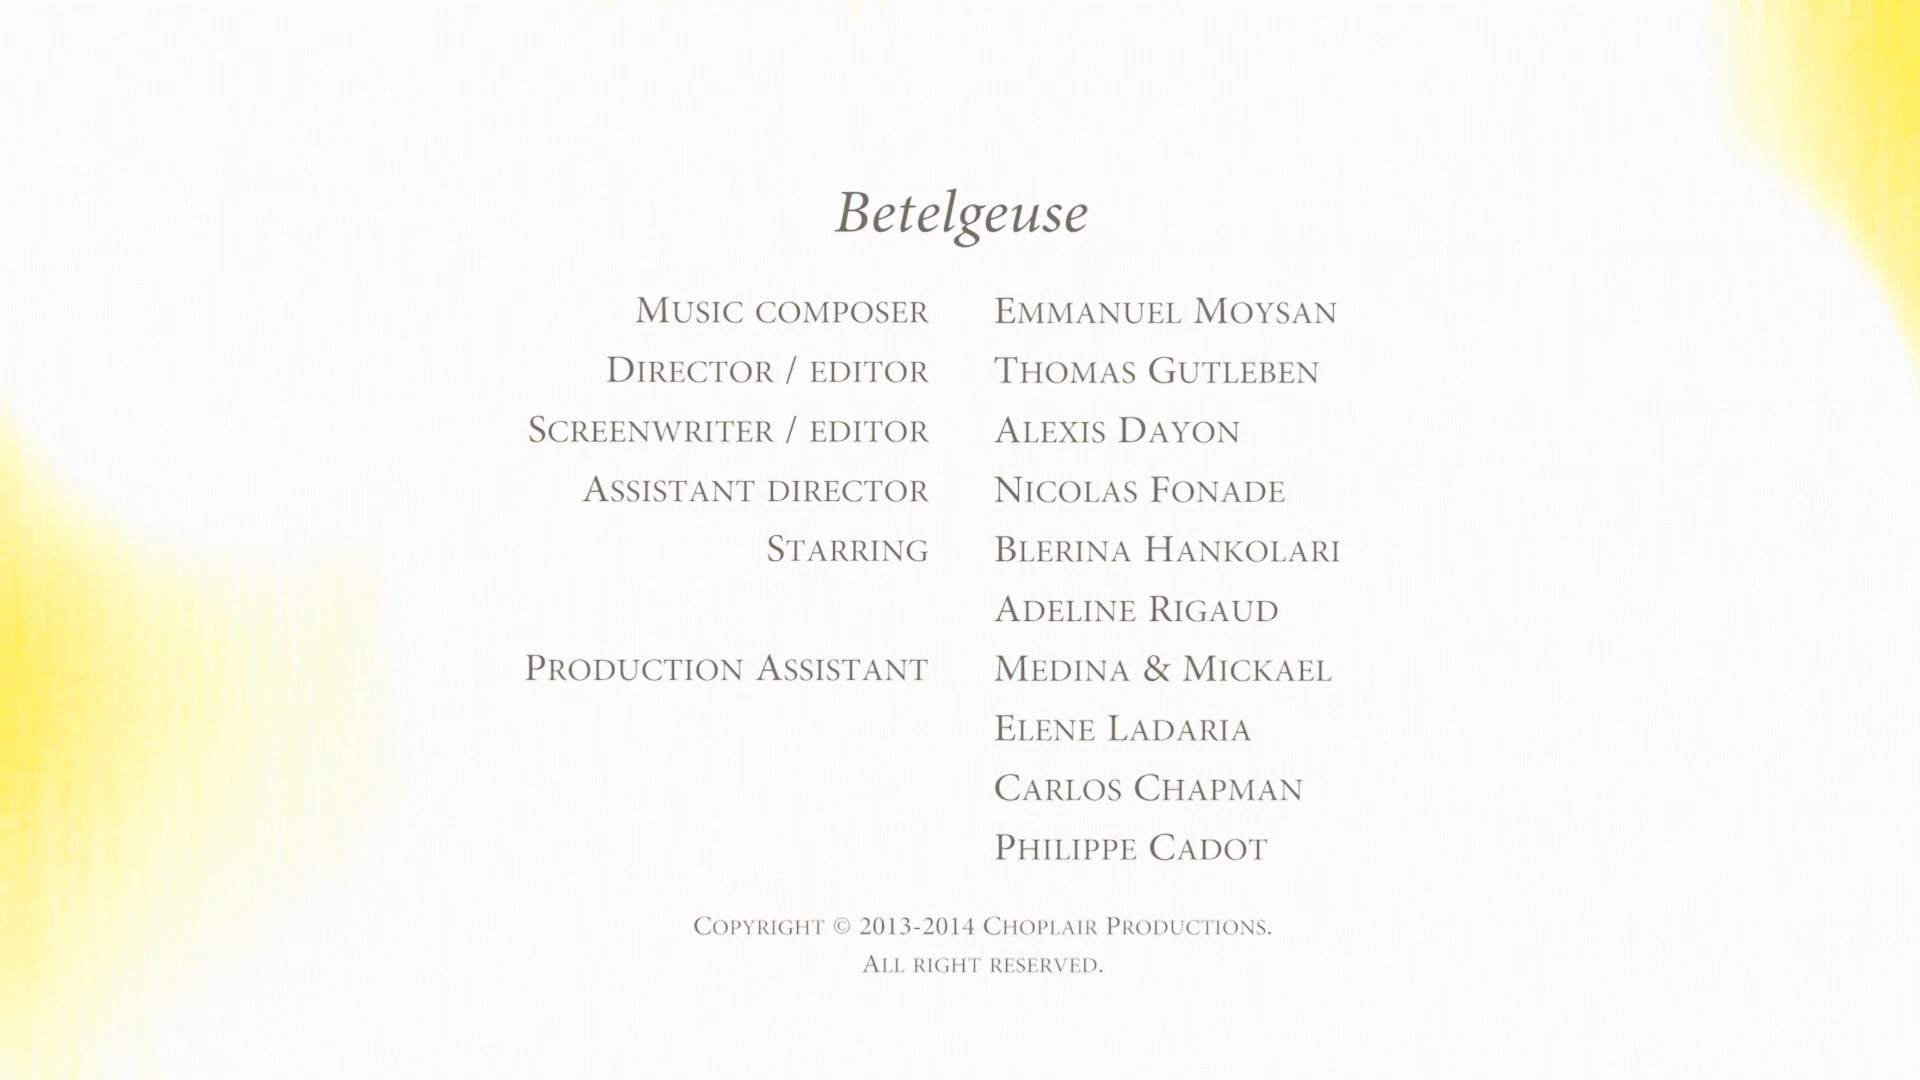 Betelgeuse
Music composer Emmanuel Moysan
Director / editor Thomas Gutleben
Screenwriter / editor Alexis Dayon
Assistant director Nicolas Fonade
Starring Blerina Hankolari
Adeline Rigaud
Production Assistant Medina & Mickael
Elene Ladaria
Carlos Chapman
Philippe Cadot
Copyright © 2013-2014 Choplair Productions.
All right reserved.